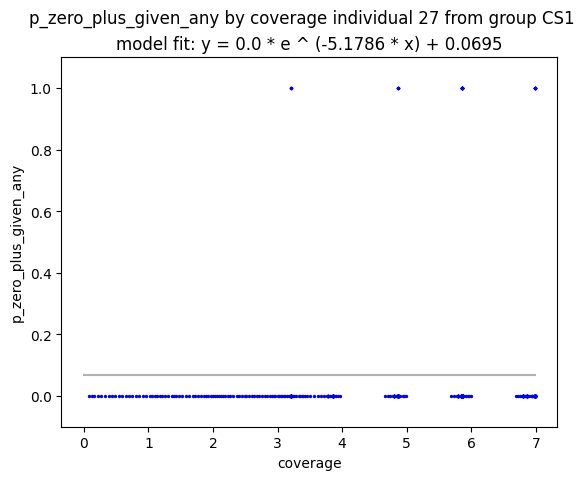 p_zero_plus_given_any by coverage individual 27 from group CS1
model fit: y = 0.0 * e ^ (-5.1786 * x) + 0.0695
1.0
0.8
0.6
0.4
0.2
0.0
p_zero_plus_given_any
0 1 2 3 4 5 6 7
coverage